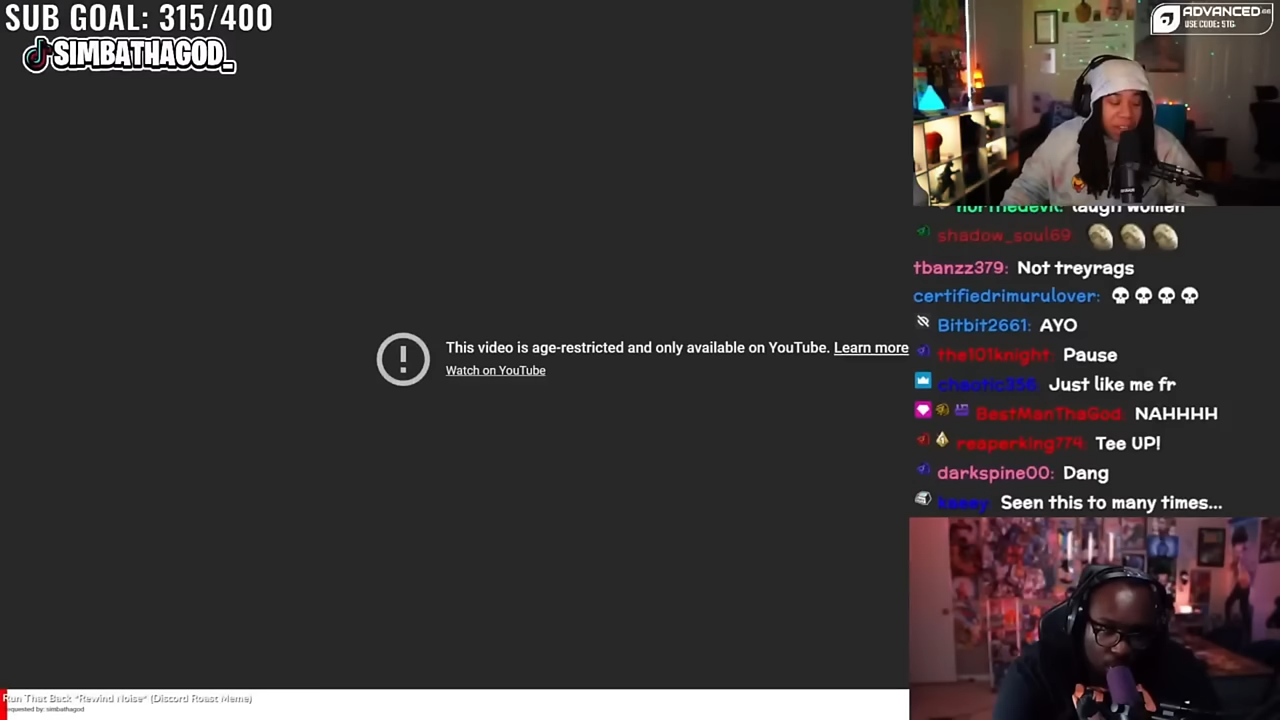 SUB GOAL: 315/400
SIMBATHAGOD_
ADVANCED.GG
USE CODE: STG
northedevil: laugh women
shadow_soul69
tbanzz379: Not treyrags
certifiedrimurulover:
Bitbit2661: AYO
the101knight: Pause
chaotic356: Just like me fr
BestManThaGod: NAHHHH
reaperking774: Tee UP!
darkspine00: Dang
Seen this to many times...
This video is age-restricted and only available on YouTube. Learn more
Watch on YouTube
Run That Back *Rewind Noise* (Discord Roast Meme)
requested by: simbathagod